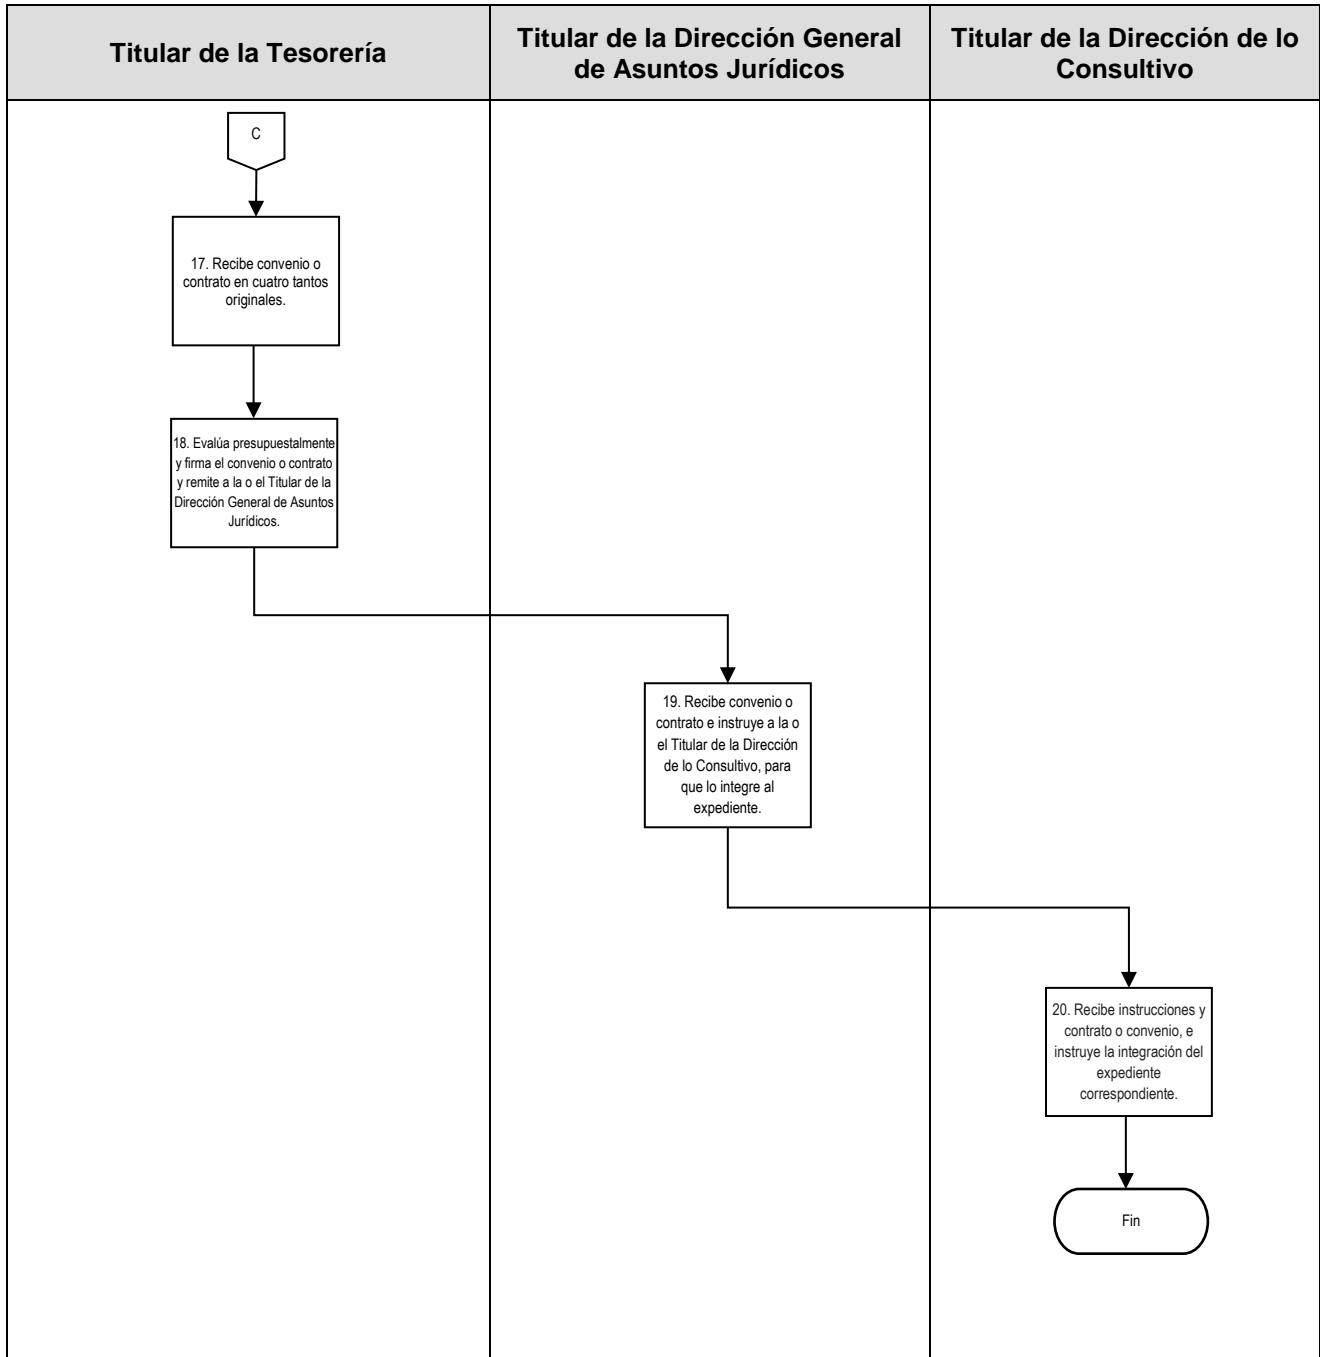 Titular de la Tesorería
Titular de la Dirección General
de Asuntos Jurídicos
Titular de la Dirección de lo
Consultivo
C
17. Recibe convenio o
contrato en cuatro tantos
originales.
18. Evalúa presupuestalmente
y firma el convenio o contrato
y remite a la o el Titular de la
Dirección General de Asuntos
Jurídicos.
19. Recibe convenio o
contrato e instruye a la o
el Titular de la Dirección
de lo Consultivo, para
que lo integre al
expediente.
20. Recibe instrucciones y
contrato o convenio, e
instruye la integración del
expediente
correspondiente.
Fin